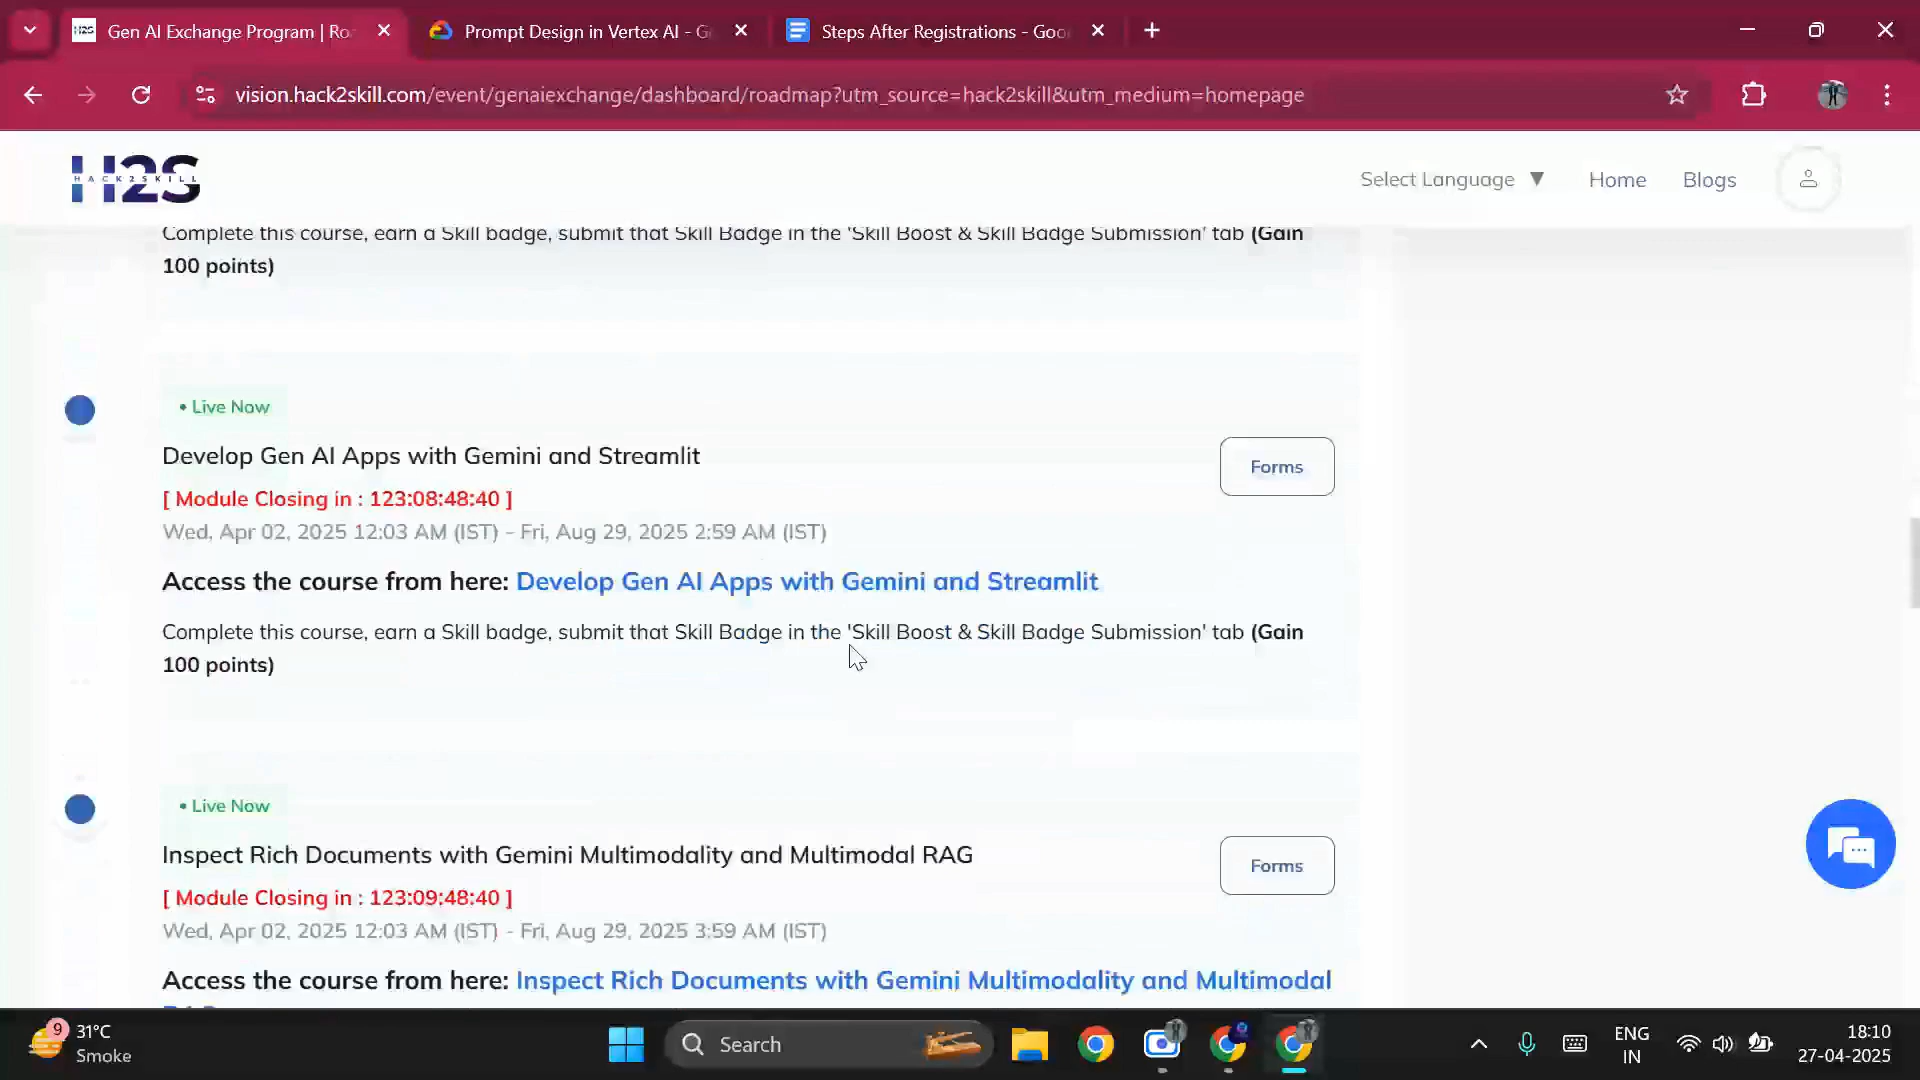 Gen AI Exchange Program | Ro
Prompt Design in Vertex AI - G
Steps After Registrations - Goo
vision.hack2skill.com/event/genaiexchange/dashboard/roadmap?utm_source=hack2skill&utm_medium=homepage
H2S
HACK2SKILL
Select Language ▼
Home
Blogs
Complete this course, earn a Skill badge, submit that Skill Badge in the 'Skill Boost & Skill Badge Submission' tab (Gain
100 points)
• Live Now
Develop Gen AI Apps with Gemini and Streamlit
Forms
[ Module Closing in : 123:08:48:40 ]
Wed, Apr 02, 2025 12:03 AM (IST) - Fri, Aug 29, 2025 2:59 AM (IST)
Access the course from here: Develop Gen AI Apps with Gemini and Streamlit
Complete this course, earn a Skill badge, submit that Skill Badge in the 'Skill Boost & Skill Badge Submission' tab (Gain
100 points)
• Live Now
Inspect Rich Documents with Gemini Multimodality and Multimodal RAG
Forms
[ Module Closing in : 123:09:48:40 ]
Wed, Apr 02, 2025 12:03 AM (IST) - Fri, Aug 29, 2025 3:59 AM (IST)
Access the course from here: Inspect Rich Documents with Gemini Multimodality and Multimodal
9
31°C
Smoke
Search
ENG
IN
18:10
27-04-2025